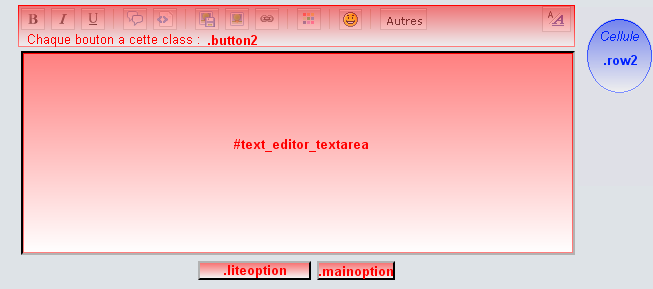 B I U Autres A A
Chaque bouton a cette class : .button2
Cellule
.row2
#text_editor_textarea
.liteoption .mainoption